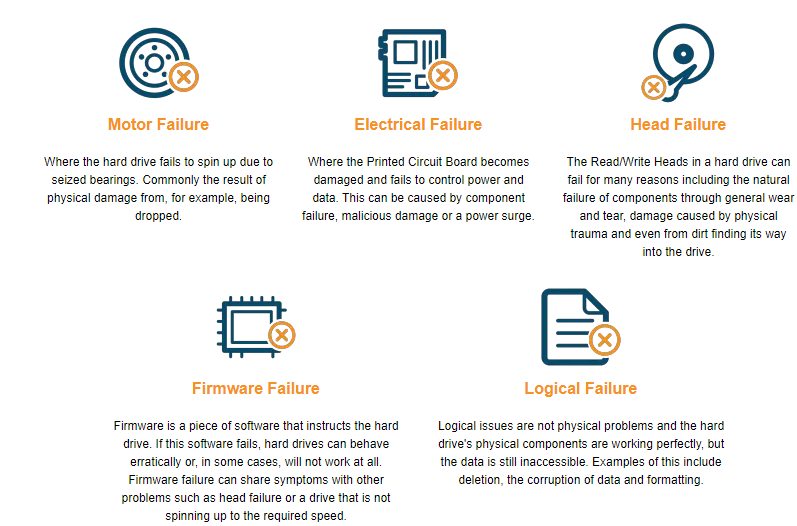 Motor Failure
Where the hard drive fails to spin up due to
seized bearings. Commonly the result of
physical damage from, for example, being
dropped.
Electrical Failure
Where the Printed Circuit Board becomes
damaged and fails to control power and
data. This can be caused by component
failure, malicious damage or a power surge.
Head Failure
The Read/Write Heads in a hard drive can
fail for many reasons including the natural
failure of components through general wear
and tear, damage caused by physical
trauma and even from dirt finding its way
into the drive.
Firmware Failure
Firmware is a piece of software that instructs the hard
drive. If this software fails, hard drives can behave
erratically or, in some cases, will not work at all.
Firmware failure can share symptoms with other
problems such as head failure or a drive that is not
spinning up to the required speed.
Logical Failure
Logical issues are not physical problems and the hard
drive's physical components are working perfectly, but
the data is still inaccessible. Examples of this include
deletion, the corruption of data and formatting.